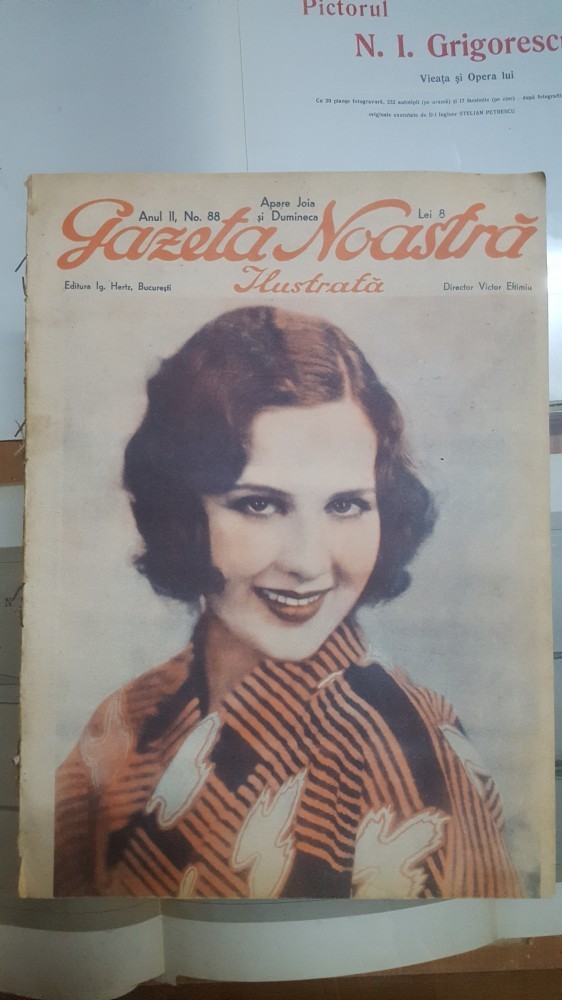 Pictorul
N. I. Grigorescu
Vieața și Opera lui
originale executate de D-l Inginer STELIAN PETRESCU
Apare Joia
Anul II, No. 88 și Dumineca Lei 8
Gazeta Noastră
Editura Ig. Hertz, București Ilustrată Director Victor Eftimiu